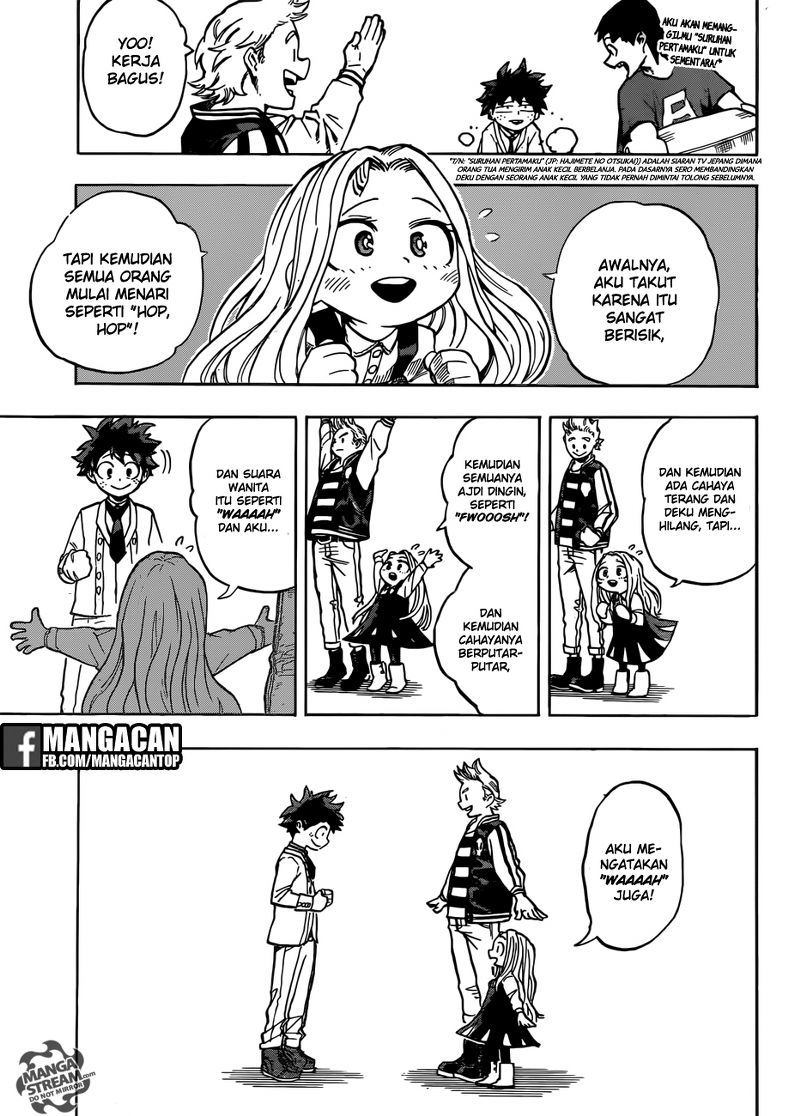 AKU AKAN MEMANG-
GILMU "SURUHAN
PERTAMAKU" UNTUK
SEMENTARA!*
YOO!
KERJA
BAGUS!
*T/N: "SURUHAN PERTAMAKU" (JP: HAJIMETE NO OTSUKAI)) ADALAH SIARAN TV JEPANG DIMANA
ORANG TUA MENGIRIM ANAK KECIL BERBELANJA. PADA DASARNYA SERO MEMBANDINGKAN
DEKU DENGAN SEORANG ANAK KECIL YANG TIDAK PERNAH DIMINTAI TOLONG SEBELUMNYA.
AWALNYA,
AKU TAKUT
KARENA ITU
SANGAT
BERISIK,
TAPI KEMUDIAN
SEMUA ORANG
MULAI MENARI
SEPERTI "HOP,
HOP"!
DAN KEMUDIAN
ADA CAHAYA
TERANG DAN
DEKU MENG-
HILANG, TAPI...
KEMUDIAN
SEMUANYA
AJDI DINGIN,
SEPERTI
"FWOOOSH"!
DAN
KEMUDIAN
CAHAYANYA
BERPUTAR-
PUTAR,
DAN SUARA
WANITA
ITU SEPERTI
"WAAAAH"
DAN AKU...
MANGACAN
FB.COM/MANGACANTOP
AKU ME-
NGATAKAN
"WAAAAH"
JUGA!
MANGA
STREAM.com
DO NOT MIRROR!